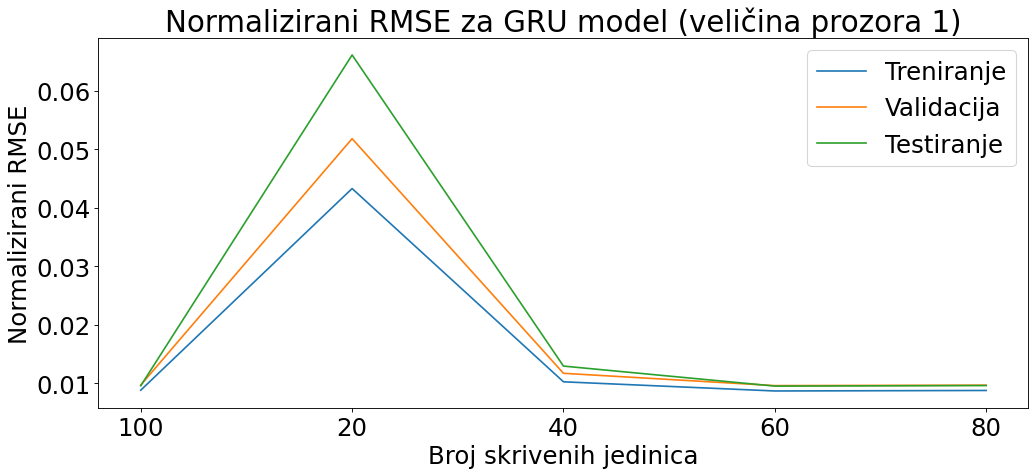 Normalizirani RMSE za GRU model (veličina prozora 1)
Treniranje
Validacija
Testiranje
Normalizirani RMSE
0.06
0.05
0.04
0.03
0.02
0.01
100 20 40 60 80
Broj skrivenih jedinica